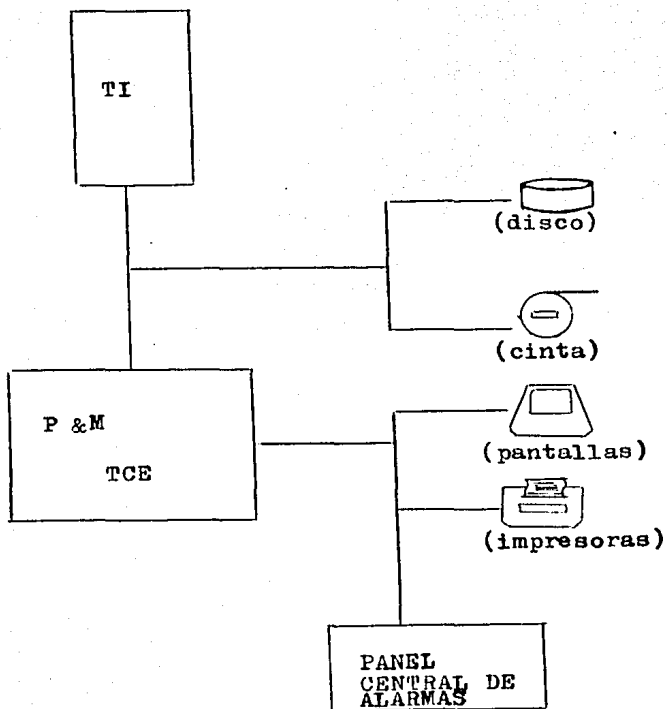 TI
(disco)
(cinta)
P &M
TCE
(pantallas)
(impresoras)
PANEL
CENTRAL DE
ALARMAS